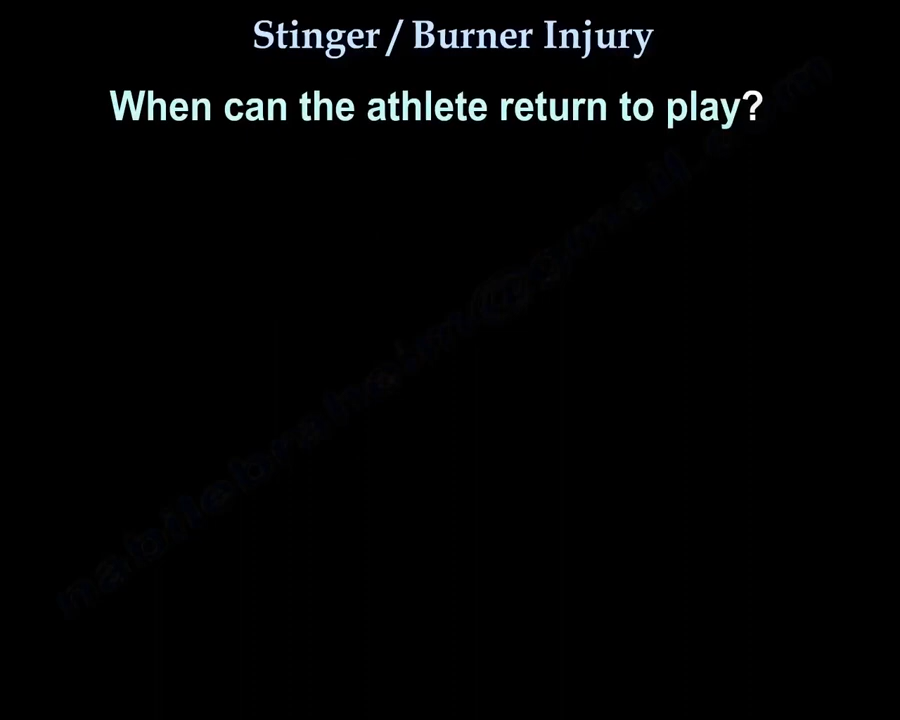 Stinger / Burner Injury
When can the athlete return to play?